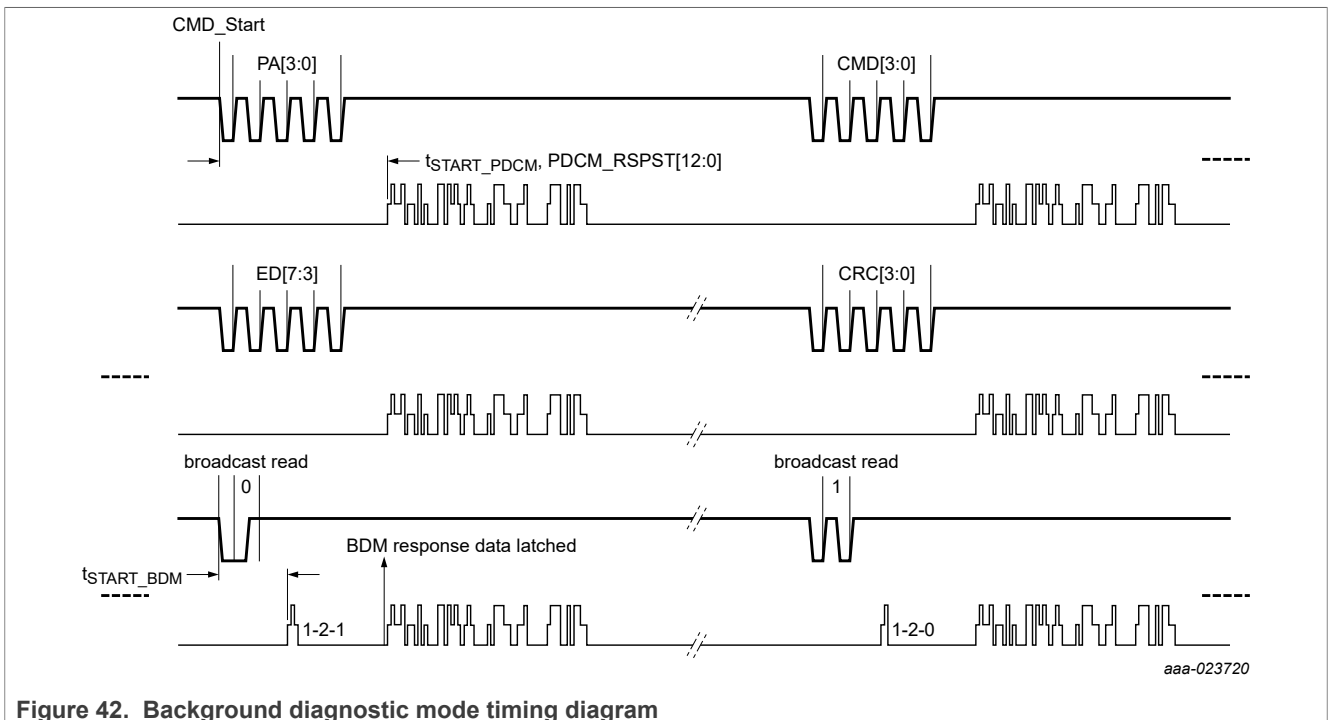 CMD_Start
PA[3:0]
CMD[3:0]
tSTART_PDCM, PDCM_RSPST[12:0]
ED[7:3]
CRC[3:0]
broadcast read
broadcast read
0
1
BDM response data latched
tSTART_BDM
1-2-1
1-2-0
aaa-023720
Figure 42. Background diagnostic mode timing diagram